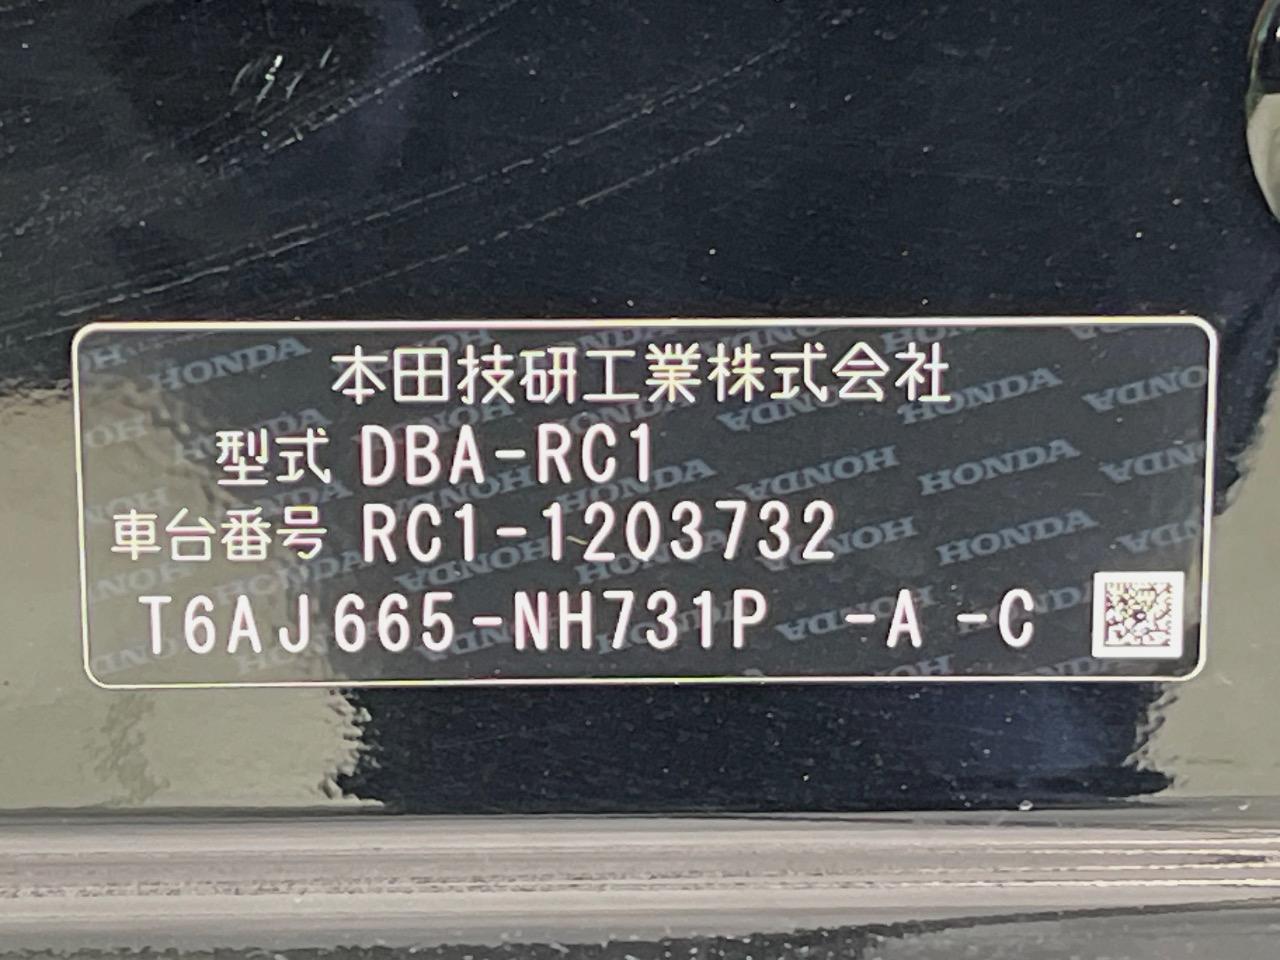 本田技研工業株式会社
型式 DBA-RC1
車台番号 RC1-1203732
T6AJ665-NH731P -A -C